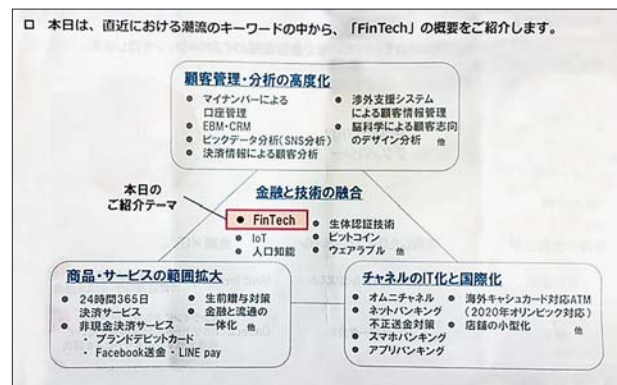 □ 本日は、直近における潮流のキーワードの中から、「FinTech」の概要をご紹介します。
顧客管理・分析の高度化
● マイナンバーによる
口座管理
● EBM・CRM
● ビックデータ分析(SNS分析)
● 決済情報による顧客分析
● 渉外支援システム
による顧客情報管理
● 脳科学による顧客志向
のデザイン分析 他
本日の
ご紹介テーマ
金融と技術の融合
● FinTech
● IoT
● 人口知能
● 生体認証技術
● ビットコイン
● ウェアラブル 他
商品・サービスの範囲拡大
● 24時間365日
決済サービス
● 非現金決済サービス
・ ブランドデビットカード
・ Facebook送金・LINE pay
● 生前贈与対策
● 金融と流通の
一体化 他
チャネルのIT化と国際化
● オムニチャネル
● ネットバンキング
不正送金対策
● スマホバンキング
● アプリバンキング
● 海外キャシュカード対応ATM
(2020年オリンピック対応)
● 店舗の小型化
他